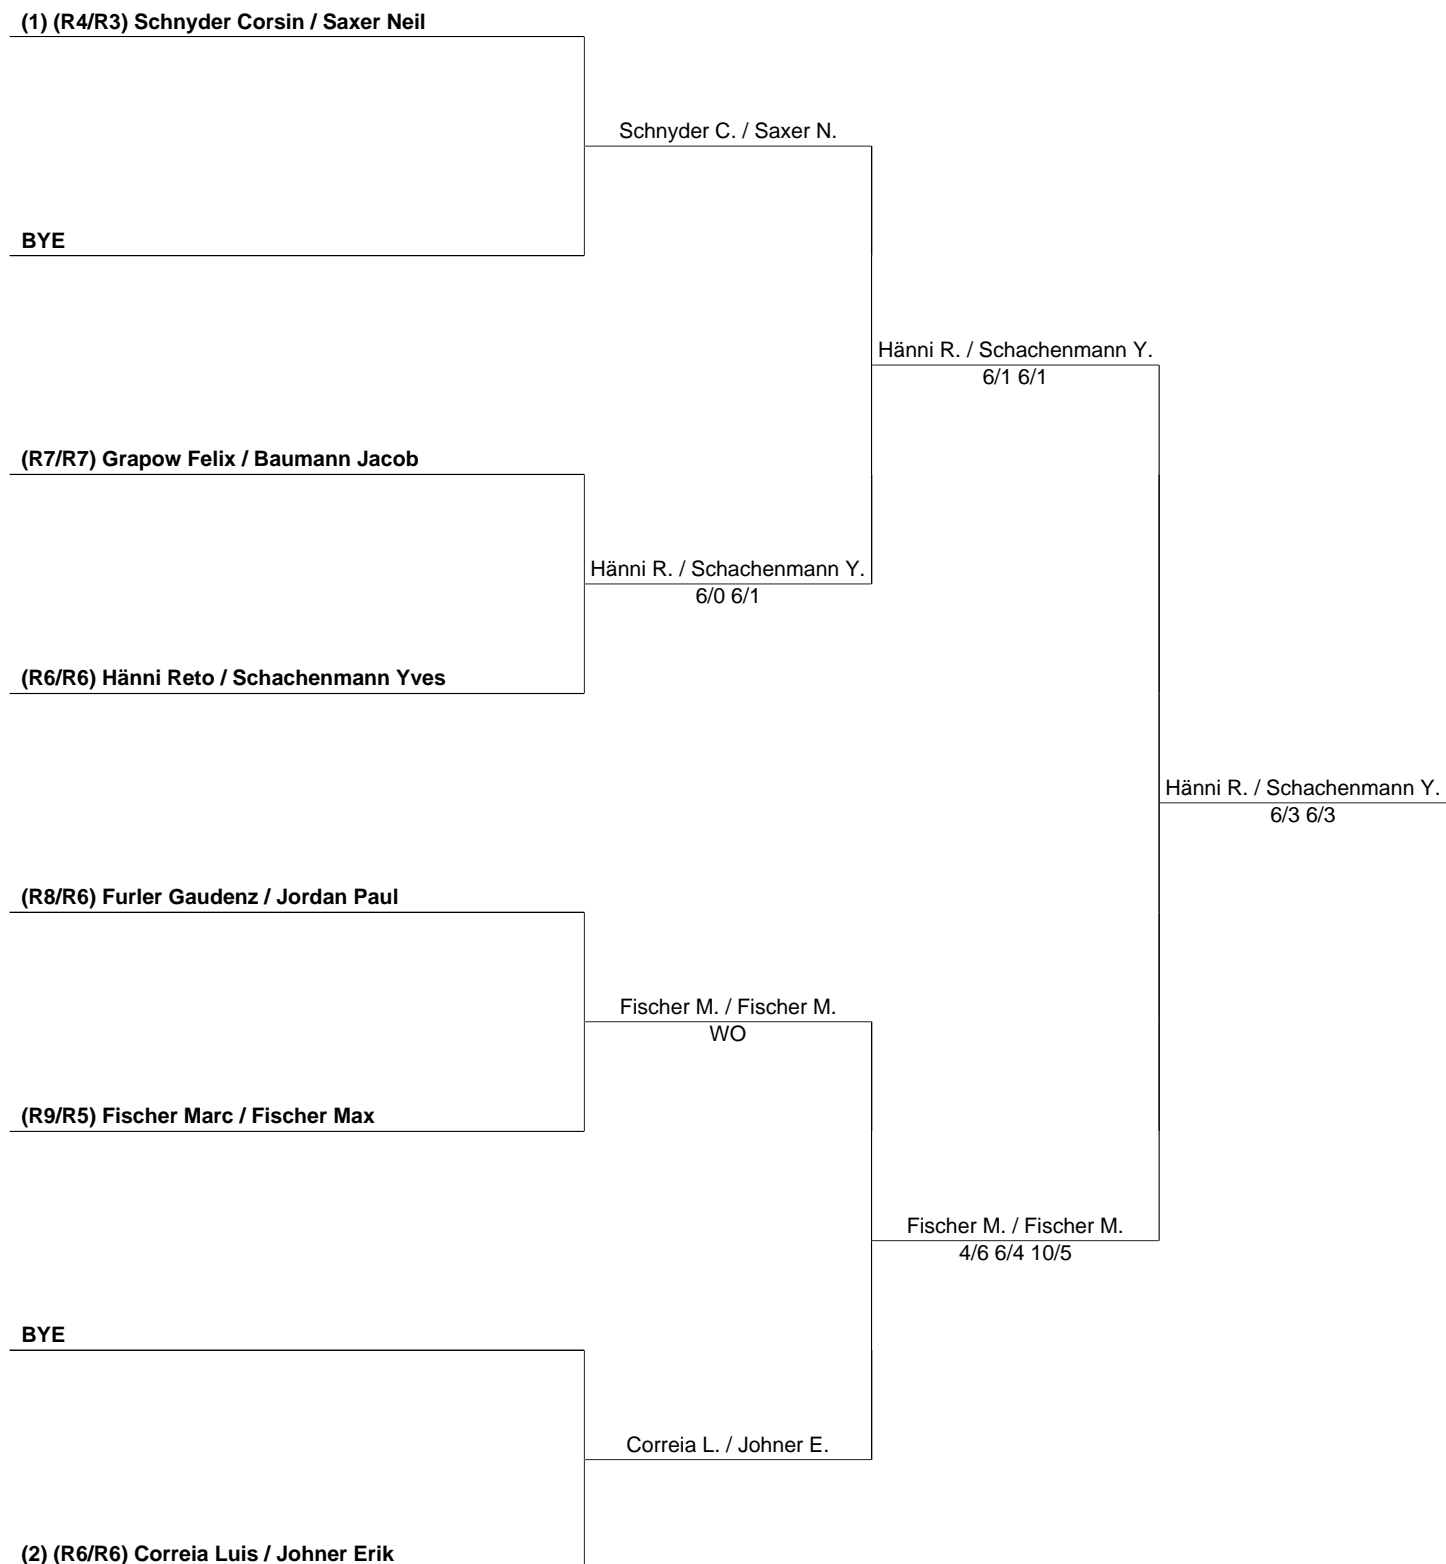 (1) (R4/R3) Schnyder Corsin / Saxer Neil
Schnyder C. / Saxer N.
BYE
Hänni R. / Schachenmann Y.
6/1 6/1
(R7/R7) Grapow Felix / Baumann Jacob
Hänni R. / Schachenmann Y.
6/0 6/1
(R6/R6) Hänni Reto / Schachenmann Yves
Hänni R. / Schachenmann Y.
6/3 6/3
(R8/R6) Furler Gaudenz / Jordan Paul
Fischer M. / Fischer M.
WO
(R9/R5) Fischer Marc / Fischer Max
Fischer M. / Fischer M.
4/6 6/4 10/5
BYE
Correia L. / Johner E.
(2) (R6/R6) Correia Luis / Johner Erik